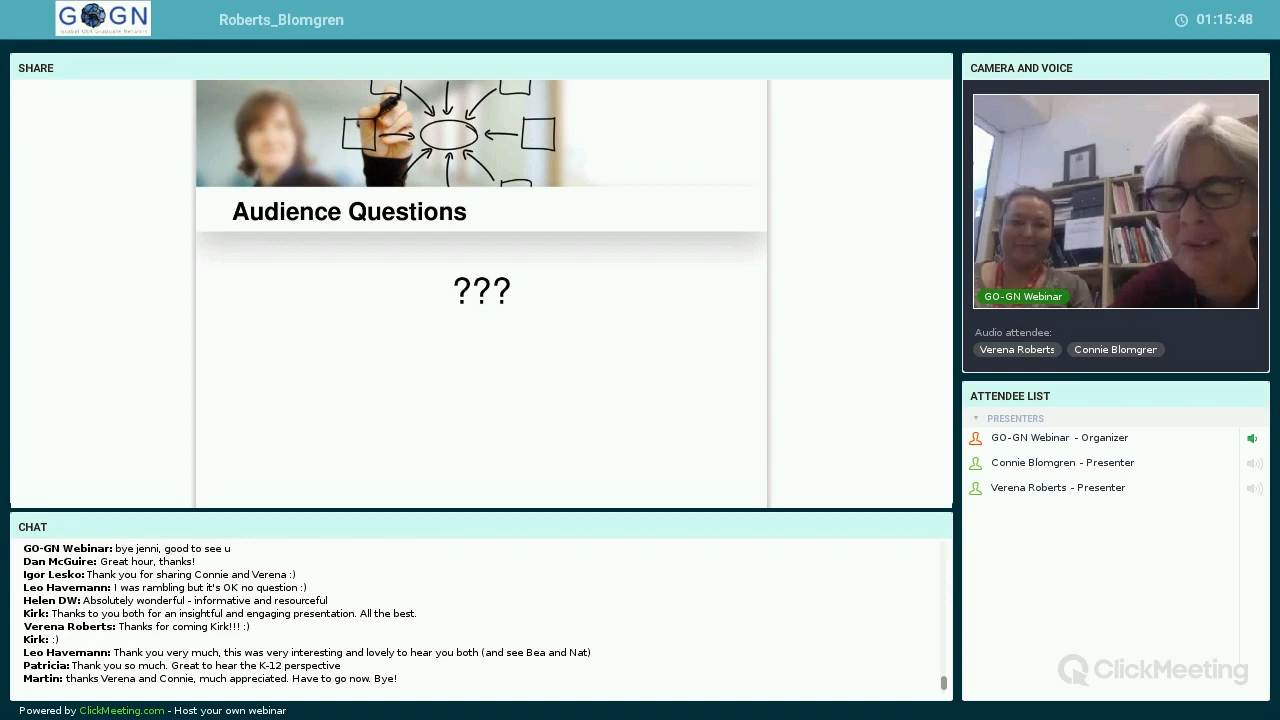 GOGN
Global OER Graduate Network
Roberts_Blomgren
01:15:48
SHARE
Audience Questions
???
CHAT
GO-GN Webinar: bye jenni, good to see u
Dan McGuire: Great hour, thanks!
Igor Lesko: Thank you for sharing Connie and Verena :)
Leo Havemann: I was rambling but it's OK no question :)
Helen DW: Absolutely wonderful - informative and resourceful
Kirk: Thanks to you both for an insightful and engaging presentation. All the best.
Verena Roberts: Thanks for coming Kirk!!! :)
Kirk: :)
Leo Havemann: Thank you very much, this was very interesting and lovely to hear you both (and see Bea and Nat)
Patricia: Thank you so much. Great to hear the K-12 perspective
Martin: thanks Verena and Connie, much appreciated. Have to go now. Bye!
CAMERA AND VOICE
GO-GN Webinar
Audio attendee:
Verena Roberts Connie Blomgren
ATTENDEE LIST
PRESENTERS
GO-GN Webinar - Organizer
Connie Blomgren - Presenter
Verena Roberts - Presenter
ClickMeeting
Powered by ClickMeeting.com - Host your own webinar